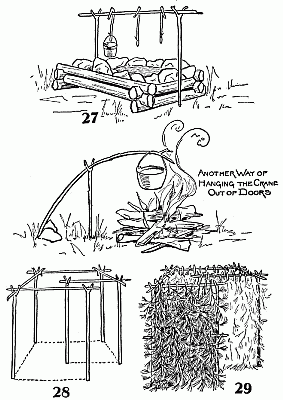 27
ANOTHER WAY OF
HANGING THE CRANE
OUT OF DOORS
28
29